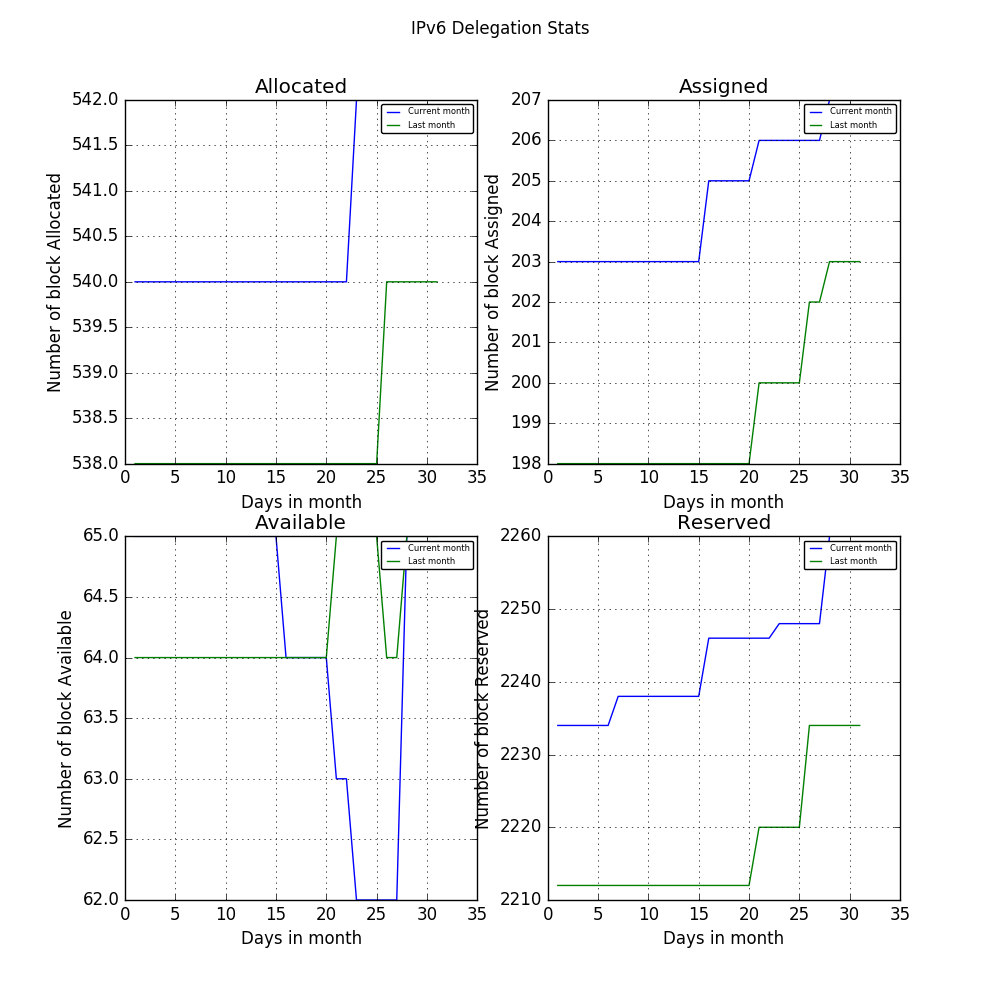 IPv6 Delegation Stats
Allocated
542.0
541.5
541.0
540.5
540.0
539.5
539.0
538.5
538.0
Number of block Allocated
Current month
Last month
0 5 10 15 20 25 30 35
Days in month
Assigned
207
206
205
204
203
202
201
200
199
198
Number of block Assigned
Current month
Last month
0 5 10 15 20 25 30 35
Days in month
Available
65.0
64.5
64.0
63.5
63.0
62.5
62.0
Number of block Available
Current month
Last month
0 5 10 15 20 25 30 35
Days in month
Reserved
2260
2250
2240
2230
2220
2210
Number of block Reserved
Current month
Last month
0 5 10 15 20 25 30 35
Days in month